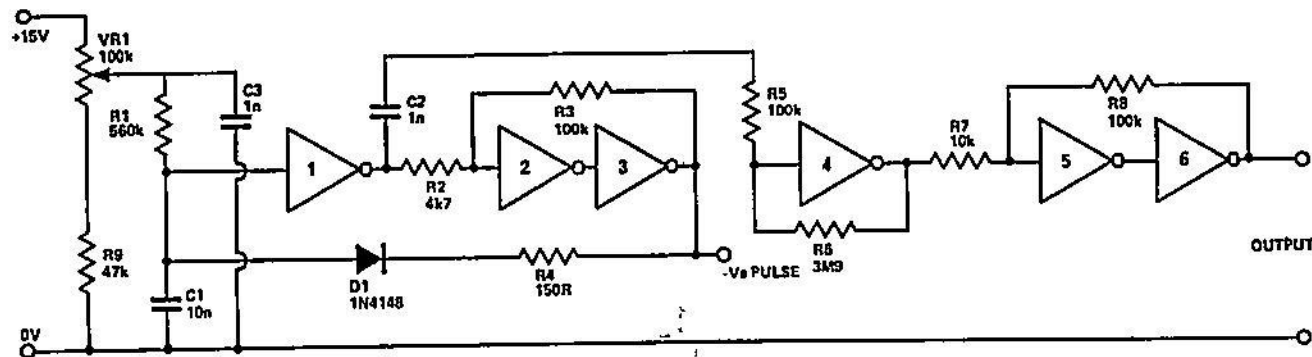 +15V
VR1
100k
R1
560k
C3
1n
C2
1n
R3
100k
R5
100k
R8
100k
R7
10k
1
R2
4k7
2
3
4
5
6
R9
47k
R6
3M9
OUTPUT
D1
1N4148
R4
150R
-Ve PULSE
C1
10n
0V